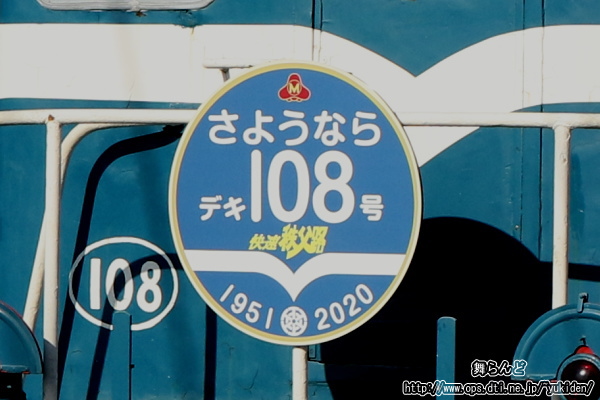 M
さようなら
デキ108号
快速秩父路
1951 2020
108
舞らんど
http://www.ops.dti.ne.jp/~yukiden/